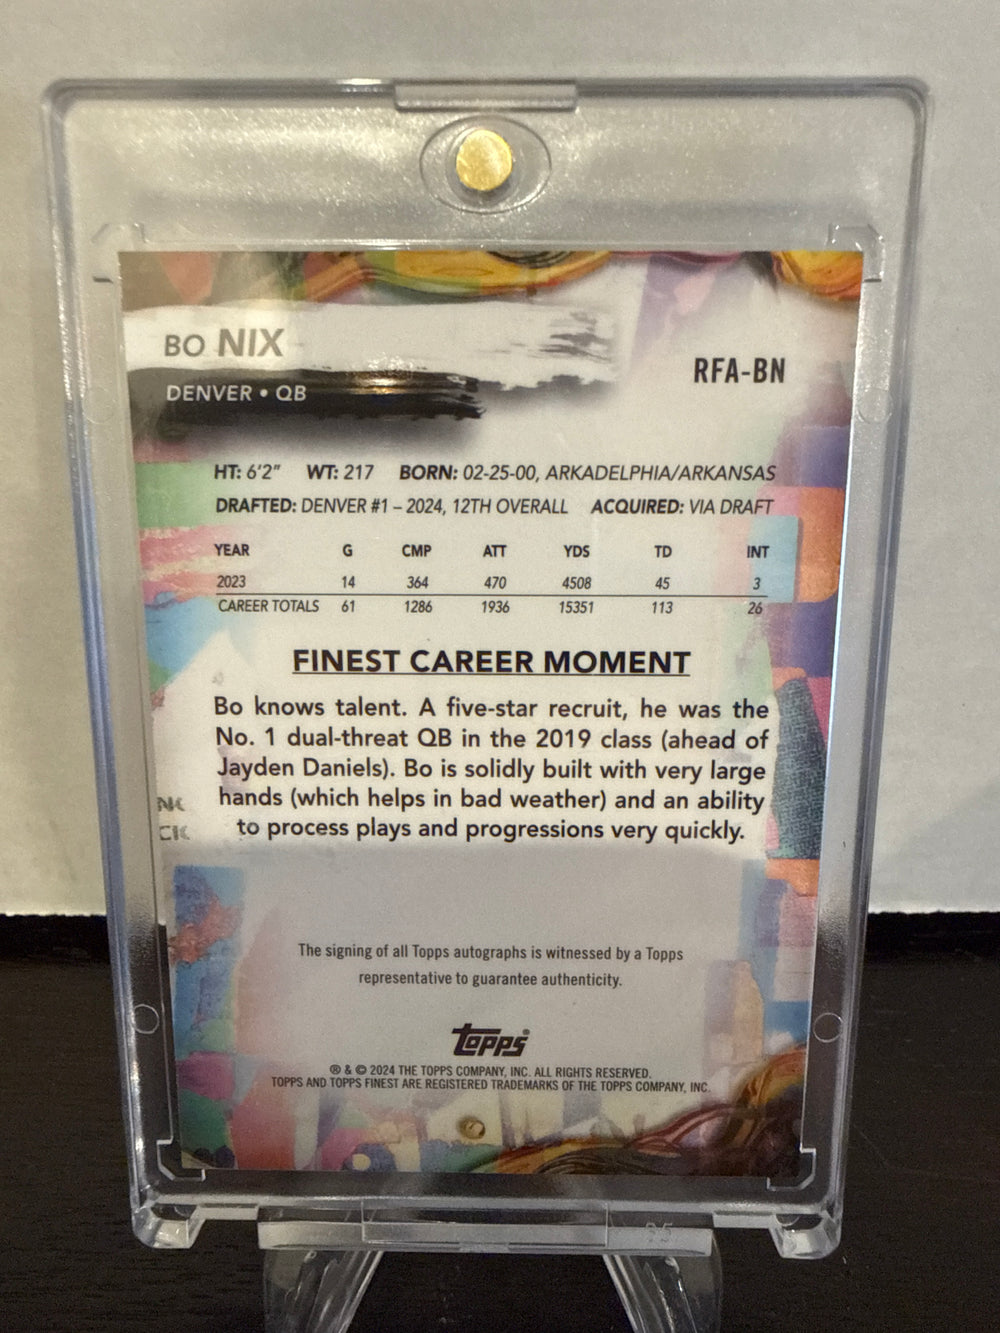 BO NIX
DENVER • QB
RFA-BN
HT: 6'2" WT: 217 BORN: 02-25-00, ARKADELPHIA/ARKANSAS
DRAFTED: DENVER #1 – 2024, 12TH OVERALL ACQUIRED: VIA DRAFT
YEAR G CMP ATT YDS TD INT
2023 14 364 470 4508 45 3
CAREER TOTALS 61 1286 1936 15351 113 26
FINEST CAREER MOMENT
Bo knows talent. A five-star recruit, he was the
No. 1 dual-threat QB in the 2019 class (ahead of
Jayden Daniels). Bo is solidly built with very large
hands (which helps in bad weather) and an ability
to process plays and progressions very quickly.
The signing of all Topps autographs is witnessed by a Topps
representative to guarantee authenticity.
Topps®
® & © 2024 THE TOPPS COMPANY, INC. ALL RIGHTS RESERVED.
TOPPS AND TOPPS FINEST ARE REGISTERED TRADEMARKS OF THE TOPPS COMPANY, INC.